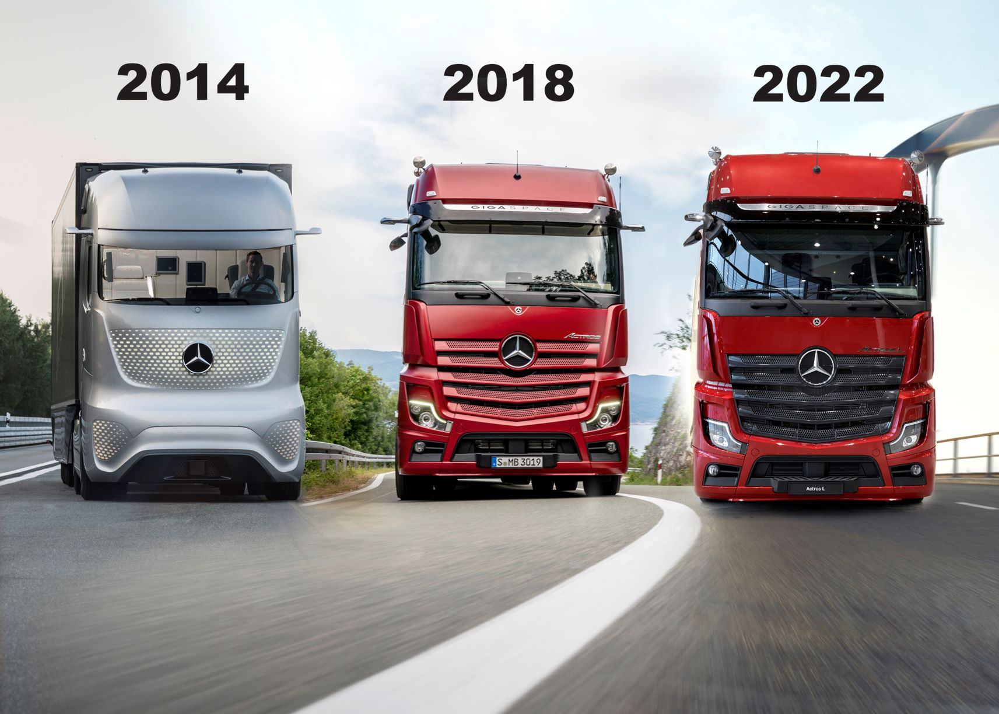 2014
2018
2022
GIGASPACE
GIGASPACE
ACTROS
ACTROS L
S MB 3019
Actros L